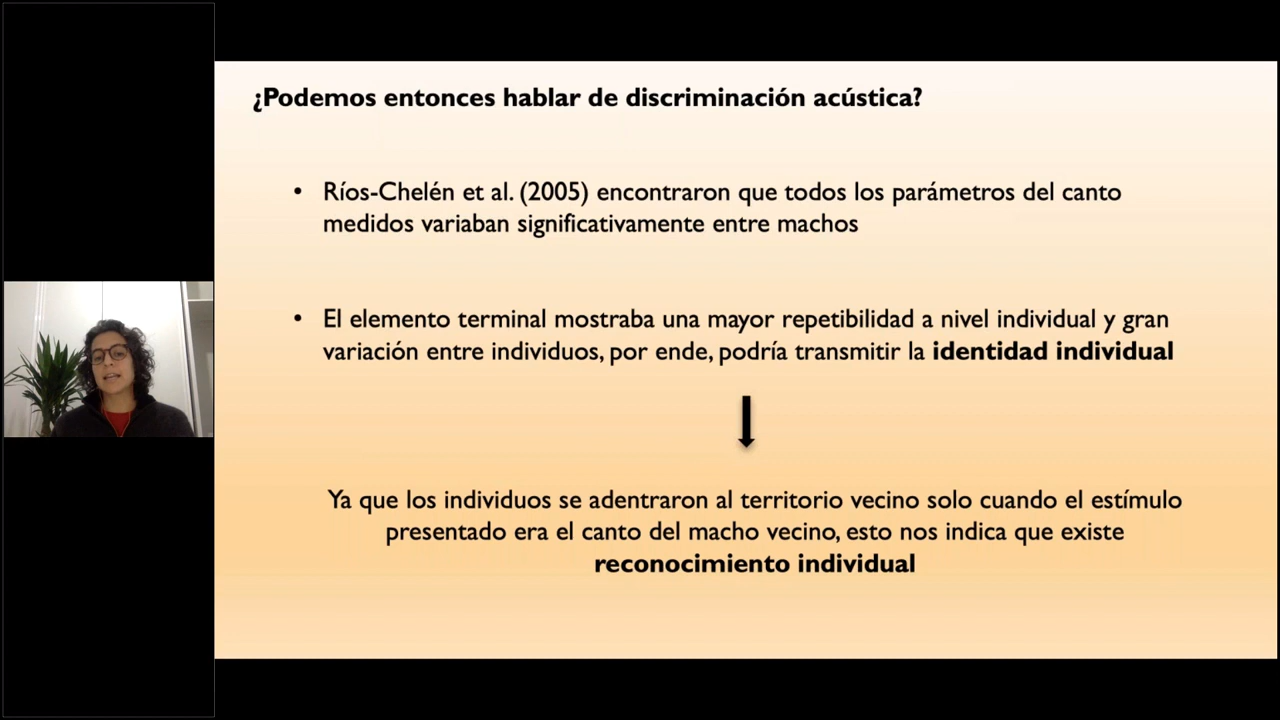 ¿Podemos entonces hablar de discriminación acústica?
• Ríos-Chelén et al. (2005) encontraron que todos los parámetros del canto
medidos variaban significativamente entre machos
• El elemento terminal mostraba una mayor repetibilidad a nivel individual y gran
variación entre individuos, por ende, podría transmitir la identidad individual
Ya que los individuos se adentraron al territorio vecino solo cuando el estímulo
presentado era el canto del macho vecino, esto nos indica que existe
reconocimiento individual